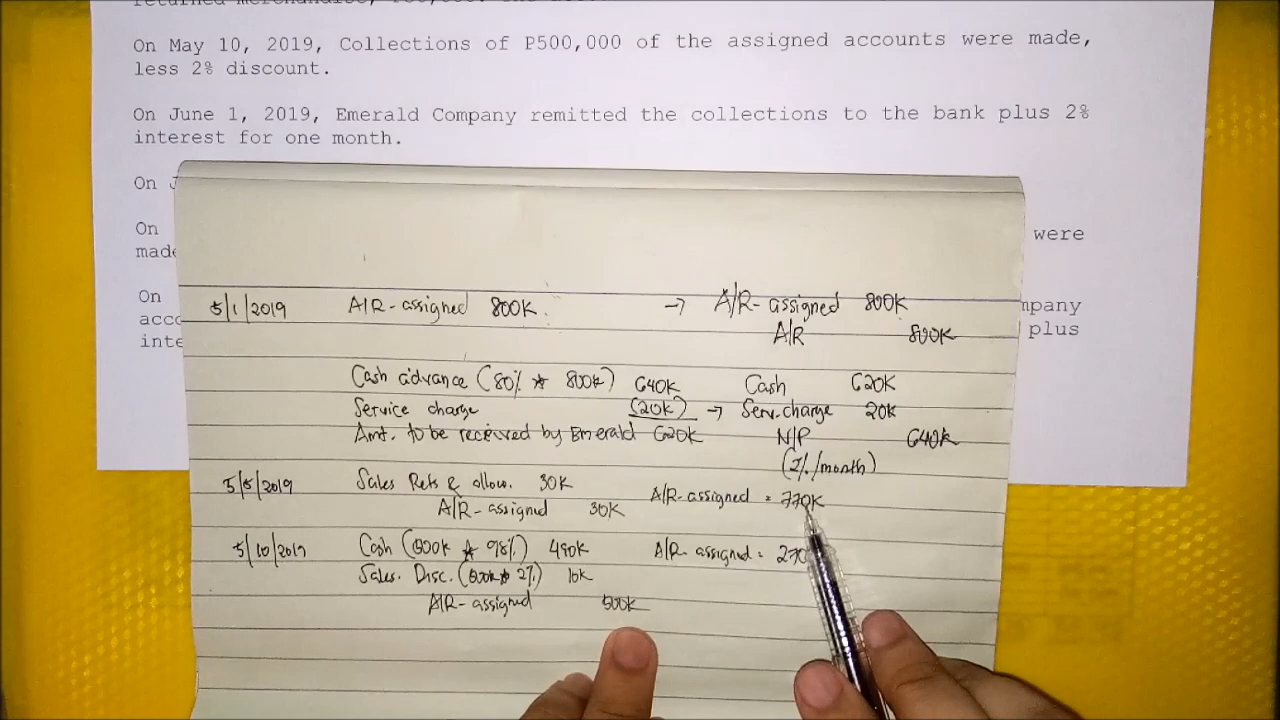 returned merchandise,
On May 10, 2019, Collections of P500,000 of the assigned accounts were made,
less 2% discount.
On June 1, 2019, Emerald Company remitted the collections to the bank plus 2%
interest for one month.
On J
On were
made
On mpany
acco plus
inte
5/1/2019 A/R-assigned 800K. → A/R-assigned 800K
A/R 800K
Cash advance (80% * 800K) 640K Cash 620K
Service charge (20K) → Serv. charge 20K
Amt. to be received by Emerald 620K N/P 640K
(2%/month)
5/5/2019 Sales Rets & allow. 30K A/R-assigned = 770K
A/R-assigned 30K
5/10/2019 Cash (500K * 98%) 490K A/R-assigned = 270
Sales. Disc. (500K * 2%) 10K
A/R-assigned 500K